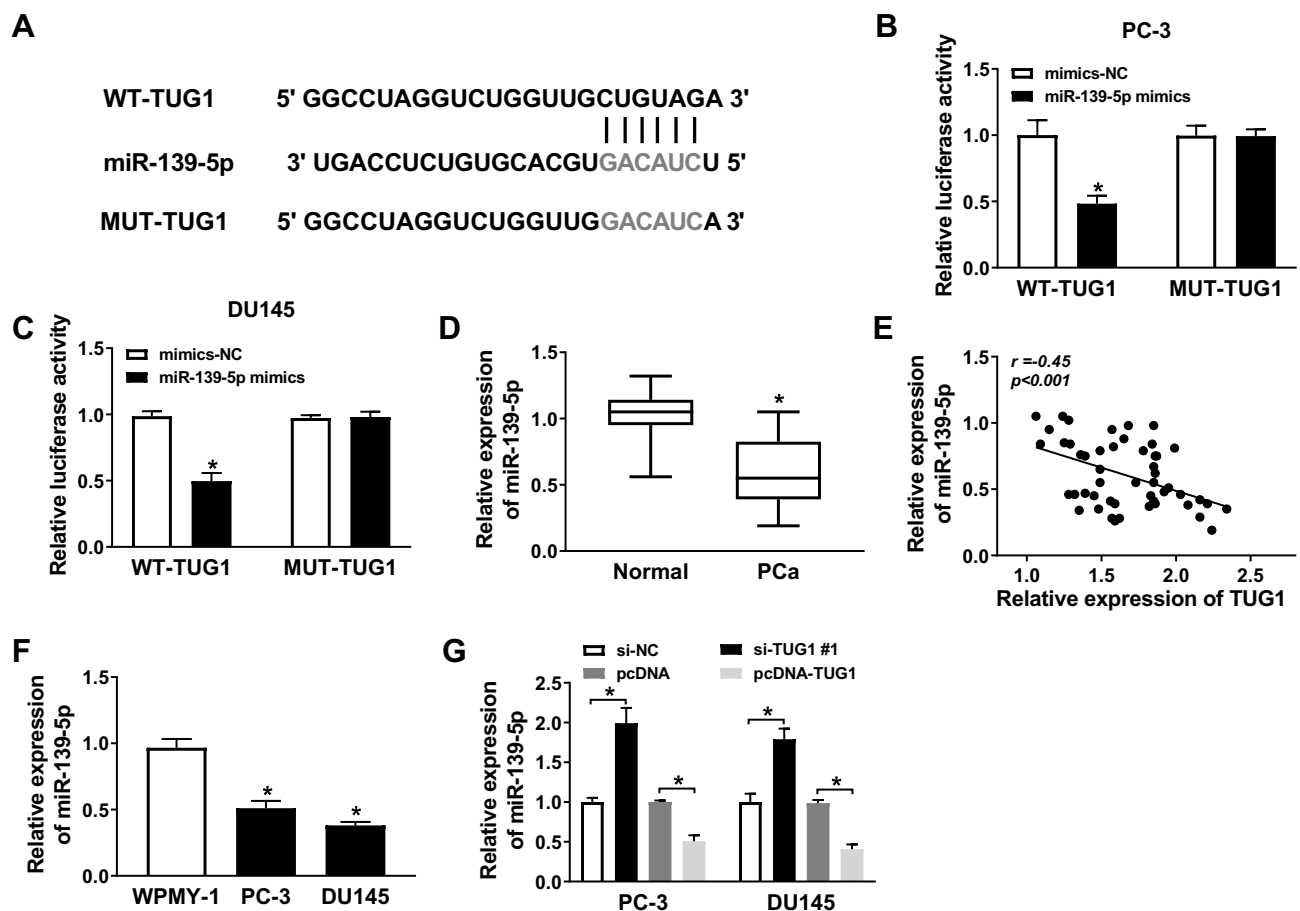 A
WT-TUG1 5' GGCCUAGGUCUGGUUGCUGUAGA 3'
miR-139-5p 3' UGACCUCUGUGCACGUGACAUCU 5'
MUT-TUG1 5' GGCCUAGGUCUGGUUGGACAUCA 3'
B
PC-3
Relative luciferase activity
mimics-NC
miR-139-5p mimics
1.5
1.0
0.5
0.0
*
WT-TUG1 MUT-TUG1
C
DU145
Relative luciferase activity
mimics-NC
miR-139-5p mimics
1.5
1.0
0.5
0.0
*
WT-TUG1 MUT-TUG1
D
Relative expression
of miR-139-5p
1.5
1.0
0.5
0.0
*
Normal PCa
E
Relative expression
of miR-139-5p
r =-0.45
p<0.001
1.5
1.0
0.5
0.0
1.0 1.5 2.0 2.5
Relative expression of TUG1
F
Relative expression
of miR-139-5p
1.5
1.0
0.5
0.0
* *
WPMY-1 PC-3 DU145
G
Relative expression
of miR-139-5p
si-NC si-TUG1 #1
pcDNA pcDNA-TUG1
2.5
2.0
1.5
1.0
0.5
0.0
* * * *
PC-3 DU145